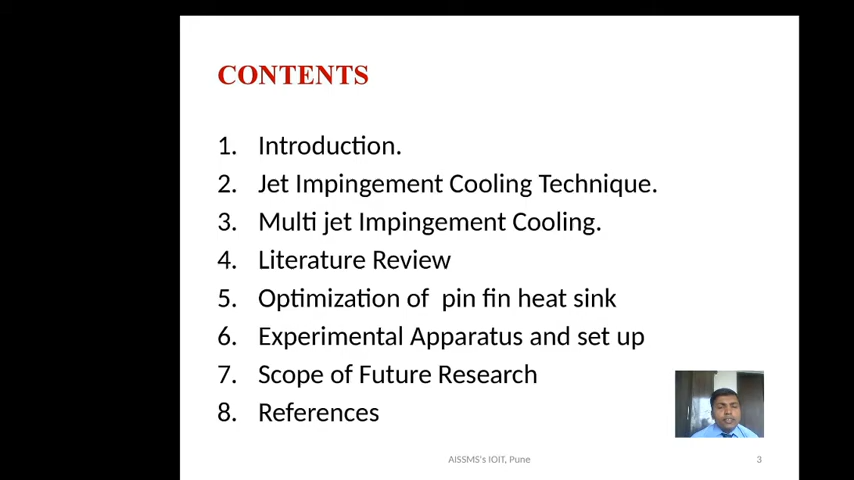 CONTENTS
1. Introduction.
2. Jet Impingement Cooling Technique.
3. Multi jet Impingement Cooling.
4. Literature Review
5. Optimization of  pin fin heat sink
6. Experimental Apparatus and set up
7. Scope of Future Research
8. References
AISSMS's IOIT, Pune
3